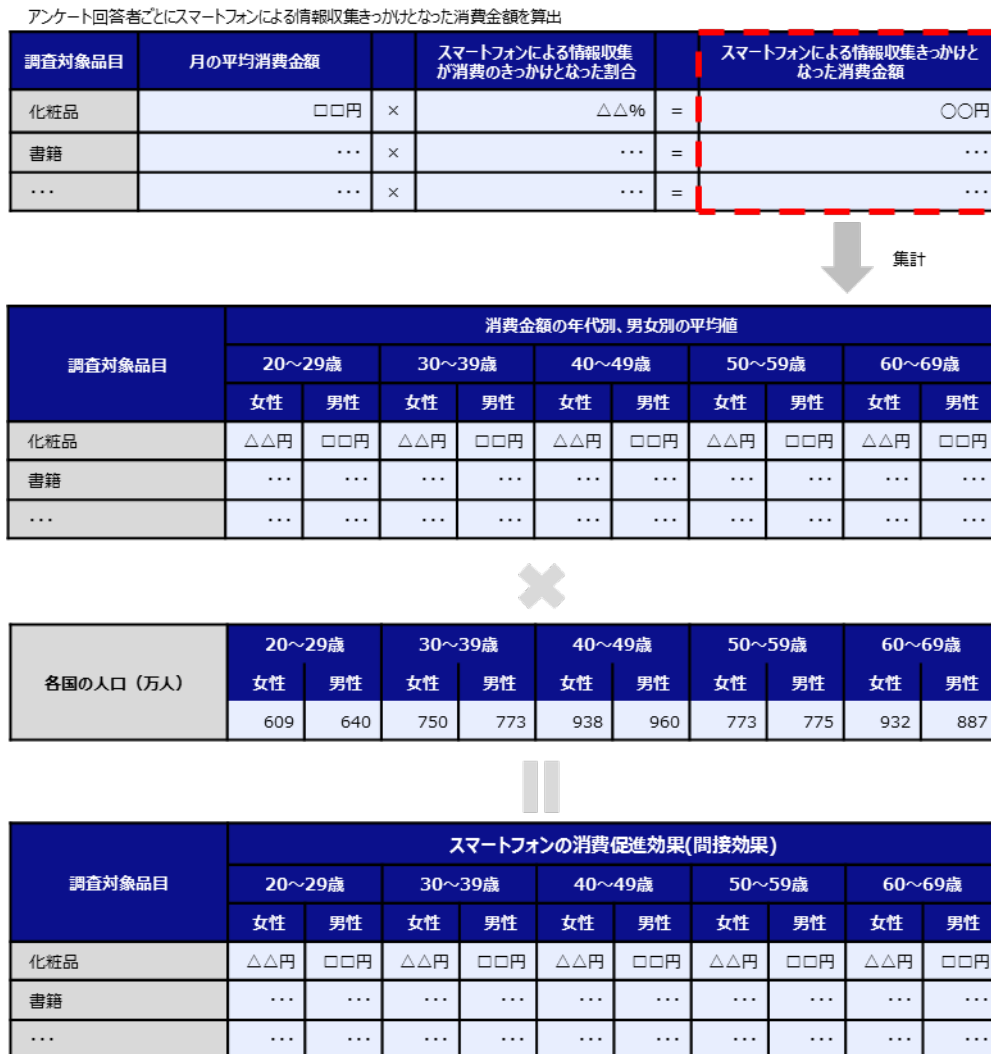 アンケート回答者ごとにスマートフォンによる情報収集きっかけとなった消費金額を算出
調査対象品目 月の平均消費金額 スマートフォンによる情報収集が消費のきっかけとなった割合 スマートフォンによる情報収集きっかけとなった消費金額
化粧品 □□円 × △△% = ○○円
書籍 ・・・ × ・・・ = ・・・
・・・ ・・・ × ・・・ = ・・・
集計
消費金額の年代別、男女別の平均値
調査対象品目 20～29歳 30～39歳 40～49歳 50～59歳 60～69歳
女性 男性 女性 男性 女性 男性 女性 男性 女性 男性
化粧品 △△円 □□円 △△円 □□円 △△円 □□円 △△円 □□円 △△円 □□円
書籍 ・・・ ・・・ ・・・ ・・・ ・・・ ・・・ ・・・ ・・・ ・・・ ・・・
・・・ ・・・ ・・・ ・・・ ・・・ ・・・ ・・・ ・・・ ・・・ ・・・ ・・・
×
20～29歳 30～39歳 40～49歳 50～59歳 60～69歳
各国の人口（万人） 女性 男性 女性 男性 女性 男性 女性 男性 女性 男性
609 640 750 773 938 960 773 775 932 887
スマートフォンの消費促進効果(間接効果)
調査対象品目 20～29歳 30～39歳 40～49歳 50～59歳 60～69歳
女性 男性 女性 男性 女性 男性 女性 男性 女性 男性
化粧品 △△円 □□円 △△円 □□円 △△円 □□円 △△円 □□円 △△円 □□円
書籍 ・・・ ・・・ ・・・ ・・・ ・・・ ・・・ ・・・ ・・・ ・・・ ・・・
・・・ ・・・ ・・・ ・・・ ・・・ ・・・ ・・・ ・・・ ・・・ ・・・ ・・・